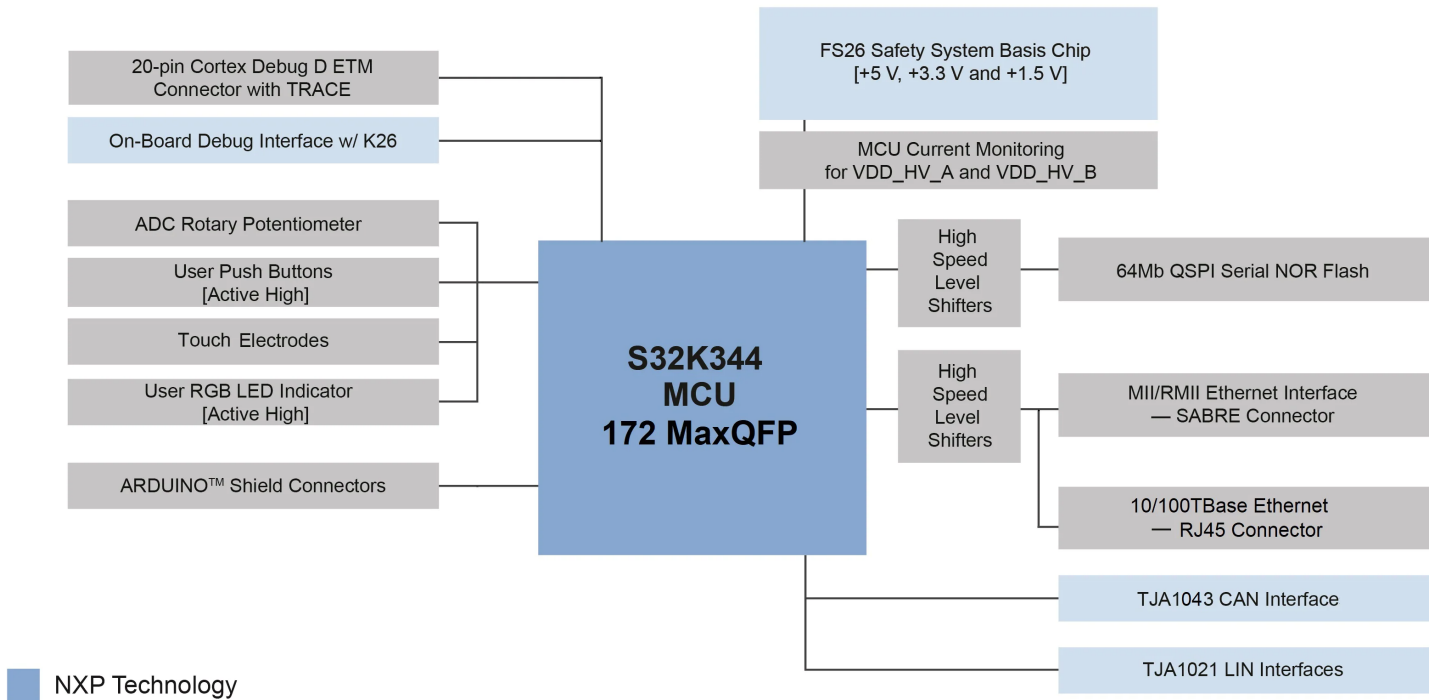 20-pin Cortex Debug D ETM
Connector with TRACE
On-Board Debug Interface w/ K26
ADC Rotary Potentiometer
User Push Buttons
[Active High]
Touch Electrodes
User RGB LED Indicator
[Active High]
ARDUINO™ Shield Connectors
FS26 Safety System Basis Chip
[+5 V, +3.3 V and +1.5 V]
MCU Current Monitoring
for VDD_HV_A and VDD_HV_B
S32K344
MCU
172 MaxQFP
High
Speed
Level
Shifters
64Mb QSPI Serial NOR Flash
High
Speed
Level
Shifters
MII/RMII Ethernet Interface
— SABRE Connector
10/100TBase Ethernet
— RJ45 Connector
TJA1043 CAN Interface
TJA1021 LIN Interfaces
NXP Technology